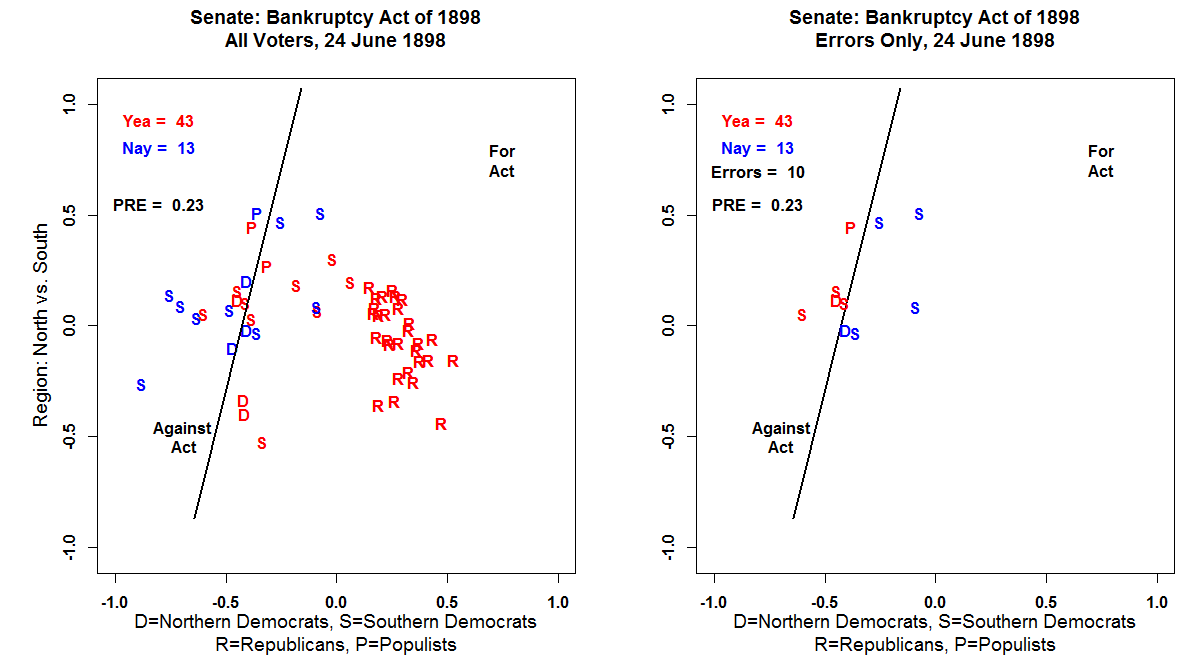 Senate: Bankruptcy Act of 1898
All Voters, 24 June 1898
Yea = 43
Nay = 13
PRE = 0.23
For
Act
Against
Act
Region: North vs. South
1.0
0.5
0.0
-0.5
-1.0
-1.0 -0.5 0.0 0.5 1.0
D=Northern Democrats, S=Southern Democrats
R=Republicans, P=Populists
Senate: Bankruptcy Act of 1898
Errors Only, 24 June 1898
Yea = 43
Nay = 13
Errors = 10
PRE = 0.23
For
Act
Against
Act
1.0
0.5
0.0
-0.5
-1.0
-1.0 -0.5 0.0 0.5 1.0
D=Northern Democrats, S=Southern Democrats
R=Republicans, P=Populists